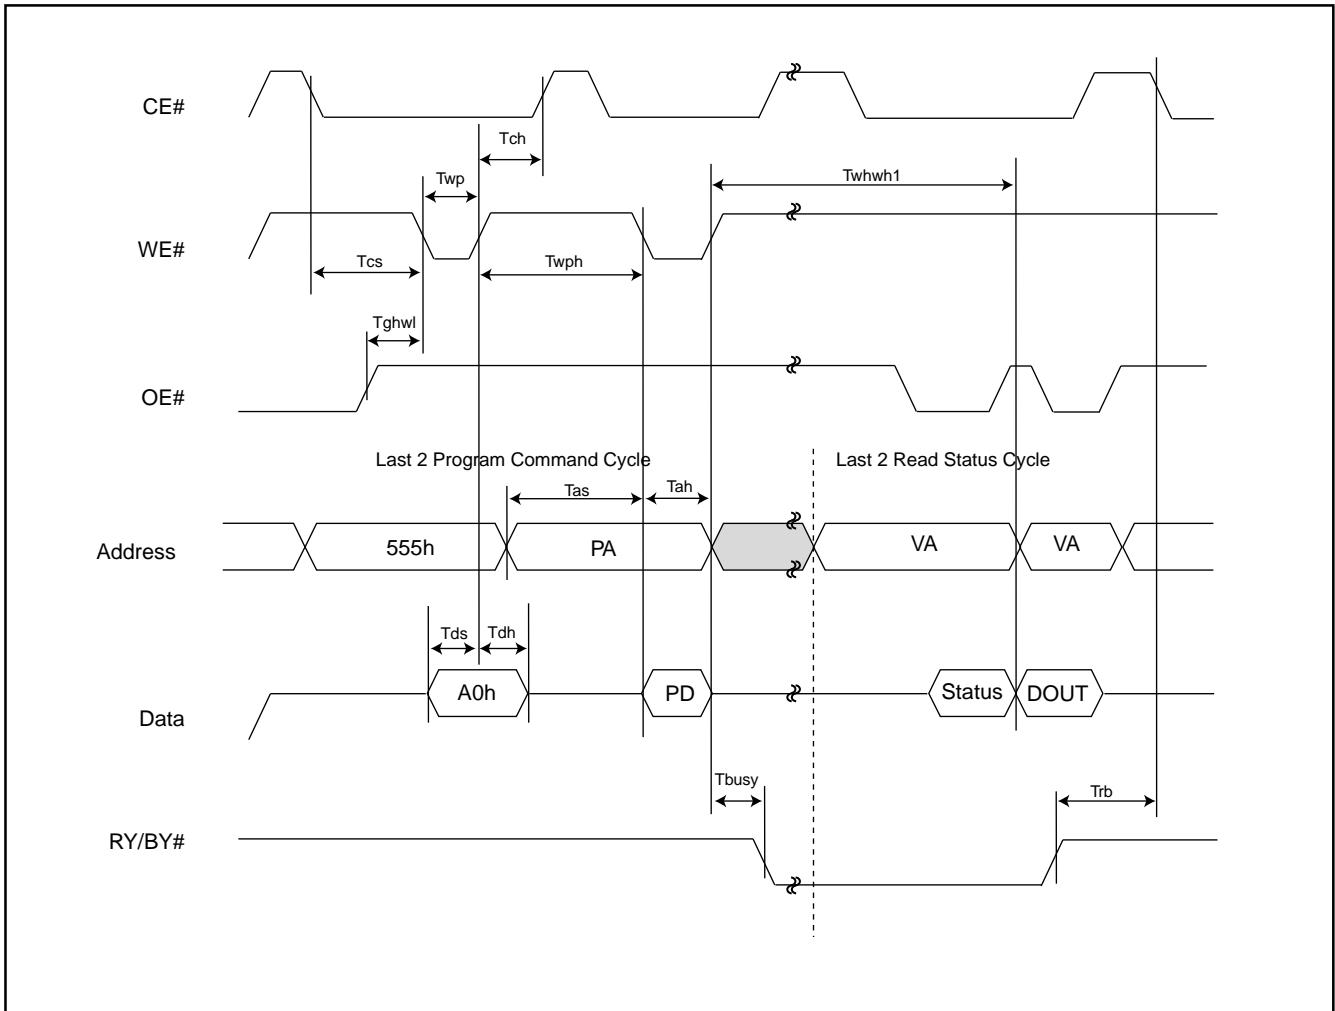 CE#
Tch
Twp
Twhwh1
WE#
Tcs
Twph
Tghwl
OE#
Last 2 Program Command Cycle
Last 2 Read Status Cycle
Tas
Tah
Address
555h
PA
VA
VA
Tds
Tdh
Data
A0h
PD
Status
DOUT
Tbusy
Trb
RY/BY#